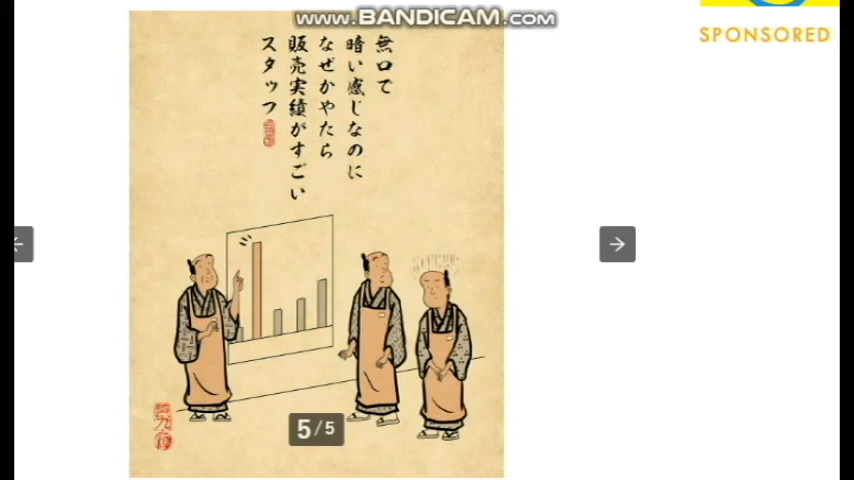 www.BANDICAM.com
SPONSORED
無口で
暗い感じなのに
なぜかやたら
販売実績がすごい
スタッフ
5/5